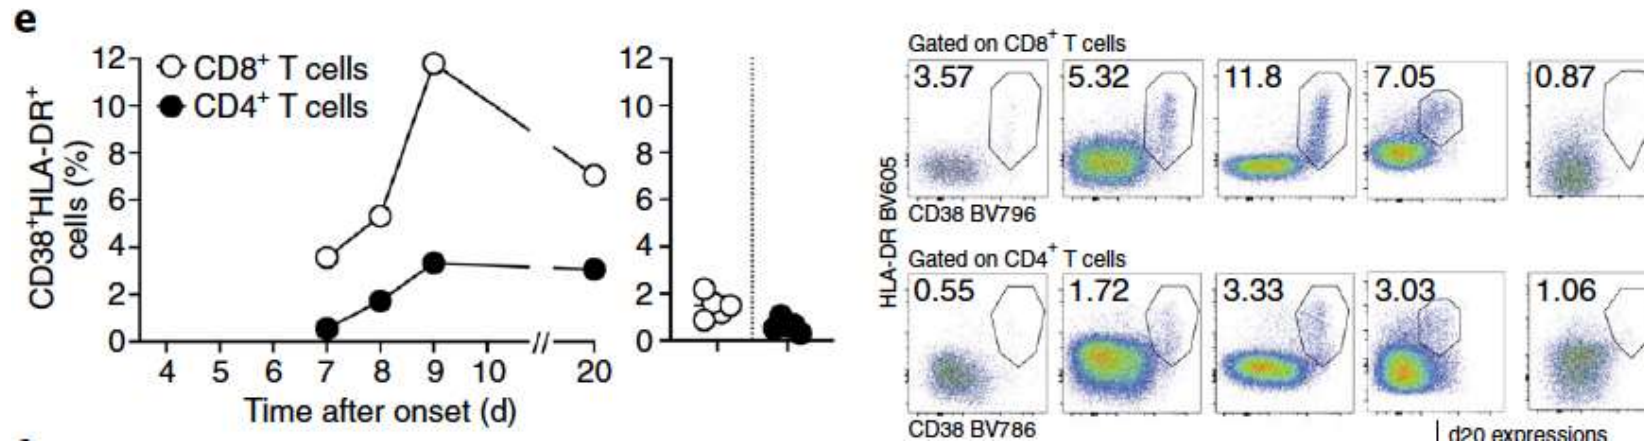 e
CD38⁺HLA-DR⁺
cells (%)
12
10
8
6
4
2
0
CD8⁺ T cells
CD4⁺ T cells
4 5 6 7 8 9 10 // 20
Time after onset (d)
12
10
8
6
4
2
0
Gated on CD8⁺ T cells
3.57 5.32 11.8 7.05 0.87
HLA-DR BV605
CD38 BV796
Gated on CD4⁺ T cells
0.55 1.72 3.33 3.03 1.06
CD38 BV786
d20 expressions